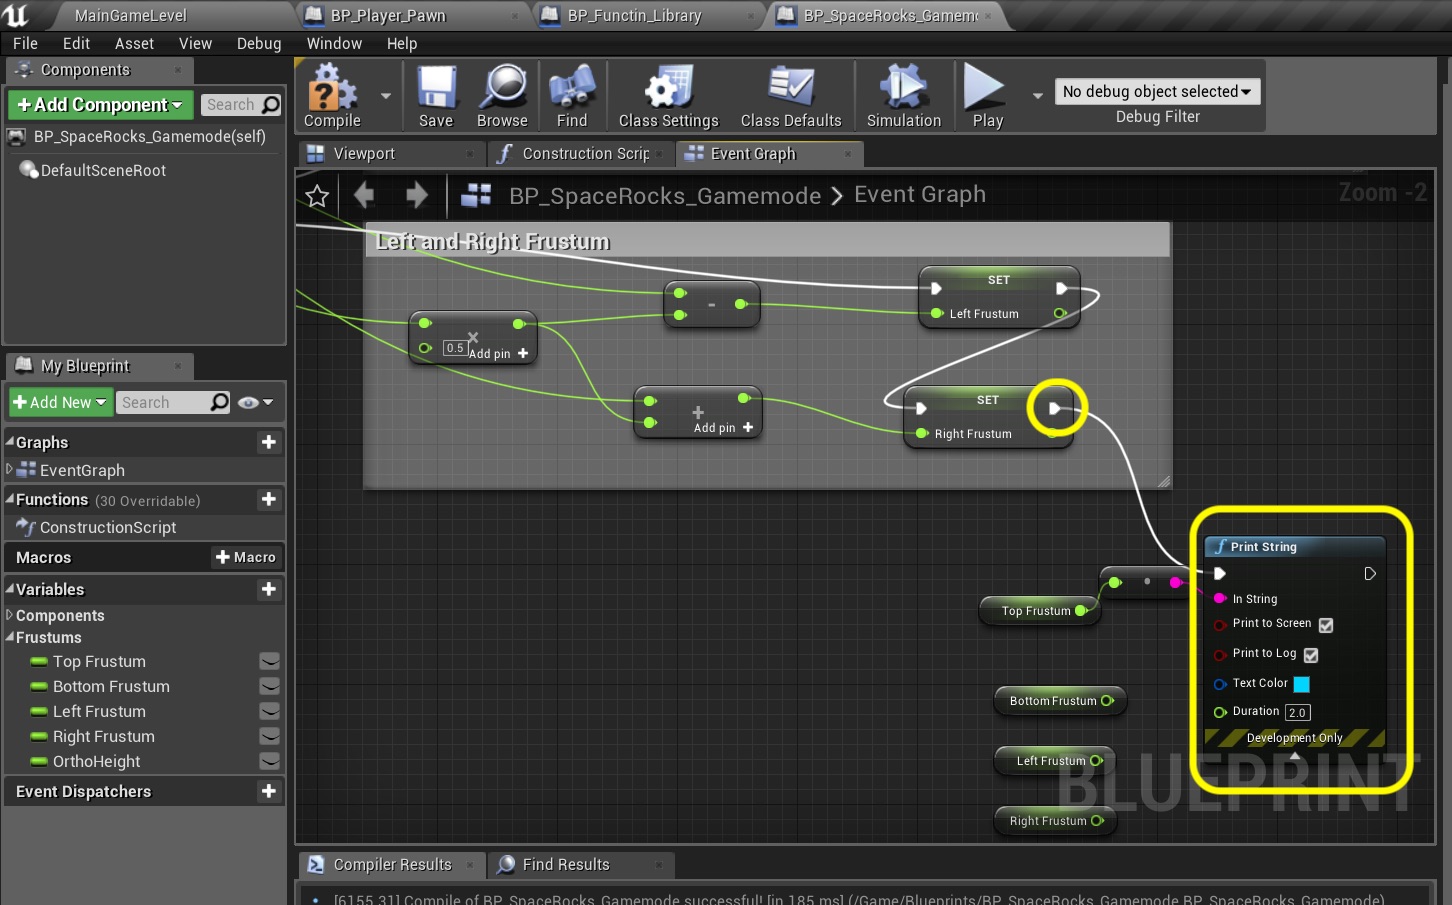 MainGameLevel
BP_Player_Pawn
BP_Functin_Library
BP_SpaceRocks_Gamem
File Edit Asset View Debug Window Help
Components
+Add Component
Search
BP_SpaceRocks_Gamemode(self)
DefaultSceneRoot
Compile
Save
Browse
Find
Class Settings
Class Defaults
Simulation
Play
No debug object selected
Debug Filter
Viewport
Construction Scrip
Event Graph
BP_SpaceRocks_Gamemode > Event Graph
Zoom -2
Left and Right Frustum
SET
Left Frustum
-
×
0.5
Add pin +
+
Add pin +
SET
Right Frustum
My Blueprint
+Add New
Search
Graphs
EventGraph
Functions (30 Overridable)
ConstructionScript
Macros
+Macro
Variables
Components
Frustums
Top Frustum
Bottom Frustum
Left Frustum
Right Frustum
OrthoHeight
Event Dispatchers
Top Frustum
Bottom Frustum
Left Frustum
Right Frustum
f Print String
In String
Print to Screen
Print to Log
Text Color
Duration 2.0
Development Only
BLUEPRINT
Compiler Results
Find Results
[6155.31] Compile of BP_SpaceRocks_Gamemode successful! [in 185 ms] (/Game/Blueprints/BP_SpaceRocks_Gamemode.BP_SpaceRocks_Gamemode)